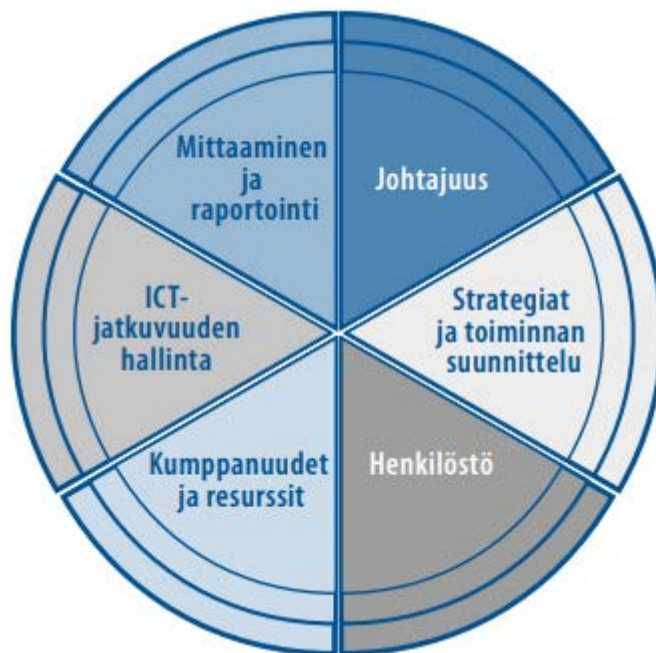 Mittaaminen
ja
raportointi
Johtajuus
ICT-
jatkuvuuden
hallinta
Strategiat
ja toiminnan
suunnittelu
Kumppanuudet
ja resurssit
Henkilöstö